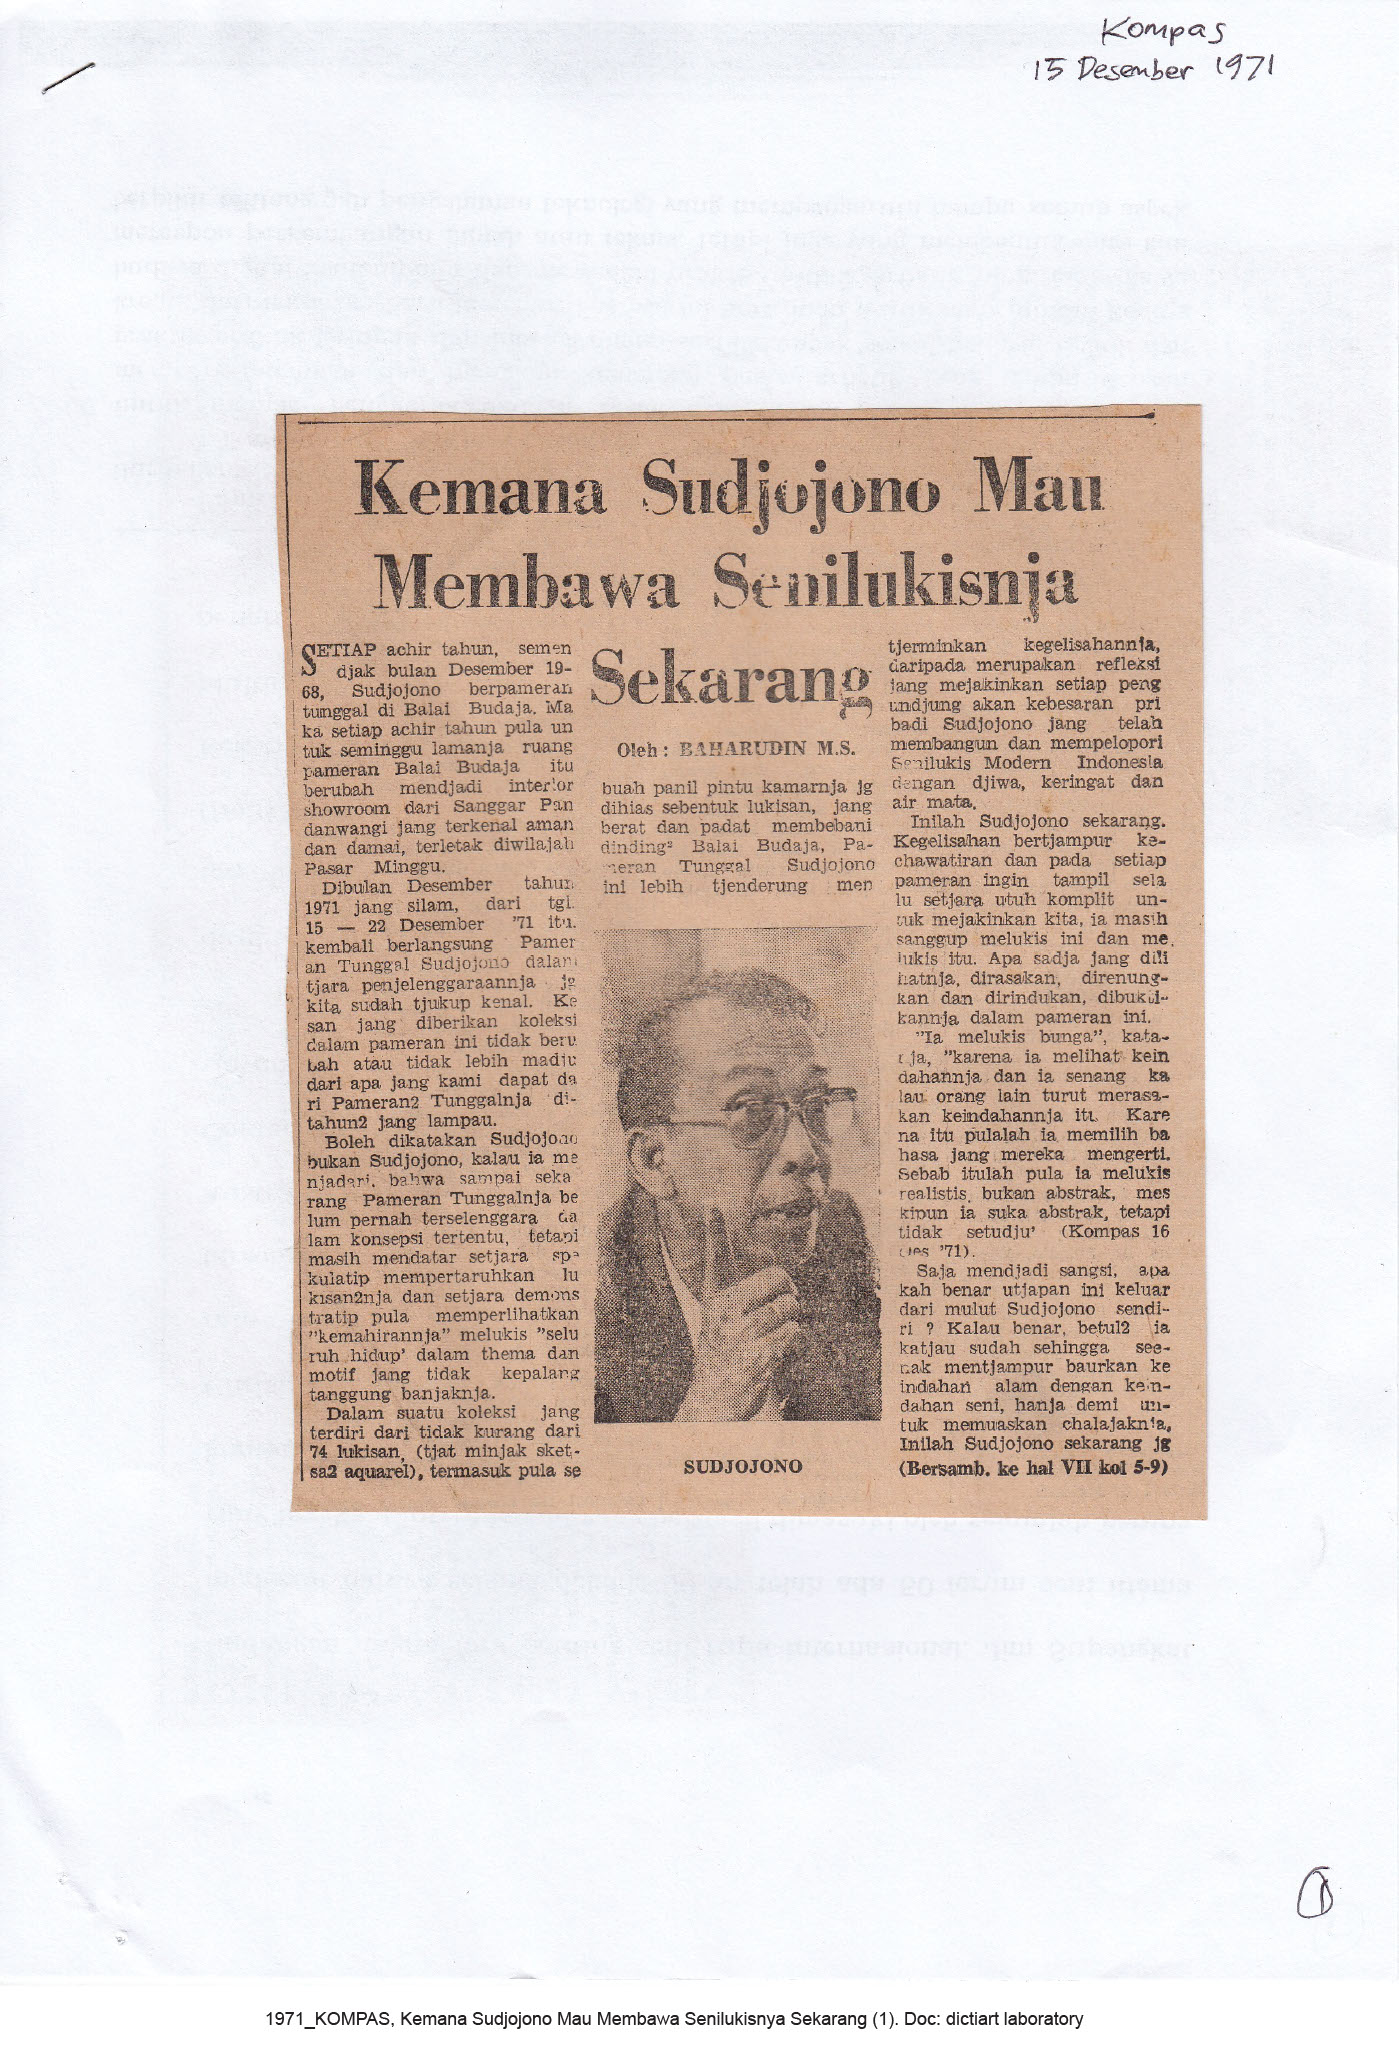 Kompas
15 Desember 1971
Kemana Sudjojono Mau
Membawa Senilukisnja
Sekarang
Oleh : BAHARUDIN M.S.
SETIAP achir tahun, semen
djak bulan Desember 19-
68, Sudjojono berpameran
tunggal di Balai Budaja. Ma
ka setiap achir tahun pula un
tuk seminggu lamanja ruang
pameran Balai Budaja itu
berubah mendjadi interior
showroom dari Sanggar Pan
danwangi jang terkenal aman
dan damai, terletak diwilajah
Pasar Minggu.
Dibulan Desember tahun
1971 jang silam, dari tgl.
15 — 22 Desember '71 itu.
kembali berlangsung Pamer
an Tunggal Sudjojono dalam
tjara penjelenggaraannja jg
kita sudah tjukup kenal. Ke
san jang diberikan koleksi
dalam pameran ini tidak beru
bah atau tidak lebih madju
dari apa jang kami dapat da
ri Pameran2 Tunggalnja di-
tahun2 jang lampau.
Boleh dikatakan Sudjojono
bukan Sudjojono, kalau ia me
njadari, bahwa sampai seka
rang Pameran Tunggalnja be
lum pernah terselenggara da
lam konsepsi tertentu, tetapi
masih mendatar setjara spe
kulatip mempertaruhkan lu
kisan2nja dan setjara demons
tratip pula memperlihatkan
"kemahirannja" melukis "selu
ruh hidup' dalam thema dan
motif jang tidak kepalang
tanggung banjaknja.
Dalam suatu koleksi jang
terdiri dari tidak kurang dari
74 lukisan, (tjat minjak sket-
sa2 aquarel), termasuk pula se
buah panil pintu kamarnja jg
dihias sebentuk lukisan, jang
berat dan padat membebani
dinding² Balai Budaja, Pa-
meran Tunggal Sudjojono
ini lebih tjenderung men
SUDJOJONO
tjerminkan kegelisahannja,
daripada merupakan refleksi
jang mejakinkan setiap peng
undjung akan kebesaran pri
badi Sudjojono jang telah
membangun dan mempelopori
Senilukis Modern Indonesia
dengan djiwa, keringat dan
air mata.
Inilah Sudjojono sekarang.
Kegelisahan bertjampur ke-
chawatiran dan pada setiap
pameran ingin tampil sela
lu setjara utuh komplit un-
tuk mejakinkan kita, ia masih
sanggup melukis ini dan me
lukis itu. Apa sadja jang dili
hatnja, dirasakan, direnung-
kan dan dirindukan, dibukti-
kannja dalam pameran ini.
"Ia melukis bunga", kata-
nja, "karena ia melihat kein
dahannja dan ia senang ka
lau orang lain turut merasa-
kan keindahannja itu. Kare
na itu pulalah ia memilih ba
hasa jang mereka mengerti.
Sebab itulah pula ia melukis
realistis, bukan abstrak, mes
kipun ia suka abstrak, tetapi
tidak setudju' (Kompas 16
Des '71).
Saja mendjadi sangsi, apa
kah benar utjapan ini keluar
dari mulut Sudjojono sendi-
ri ? Kalau benar, betul2 ia
katjau sudah sehingga see-
nak mentjampur baurkan ke
indahan alam dengan kein-
dahan seni, hanja demi un-
tuk memuaskan chalajaknja,
Inilah Sudjojono sekarang jg
(Bersamb. ke hal VII kol 5-9)
1
1971_KOMPAS, Kemana Sudjojono Mau Membawa Senilukisnya Sekarang (1). Doc: dictiart laboratory